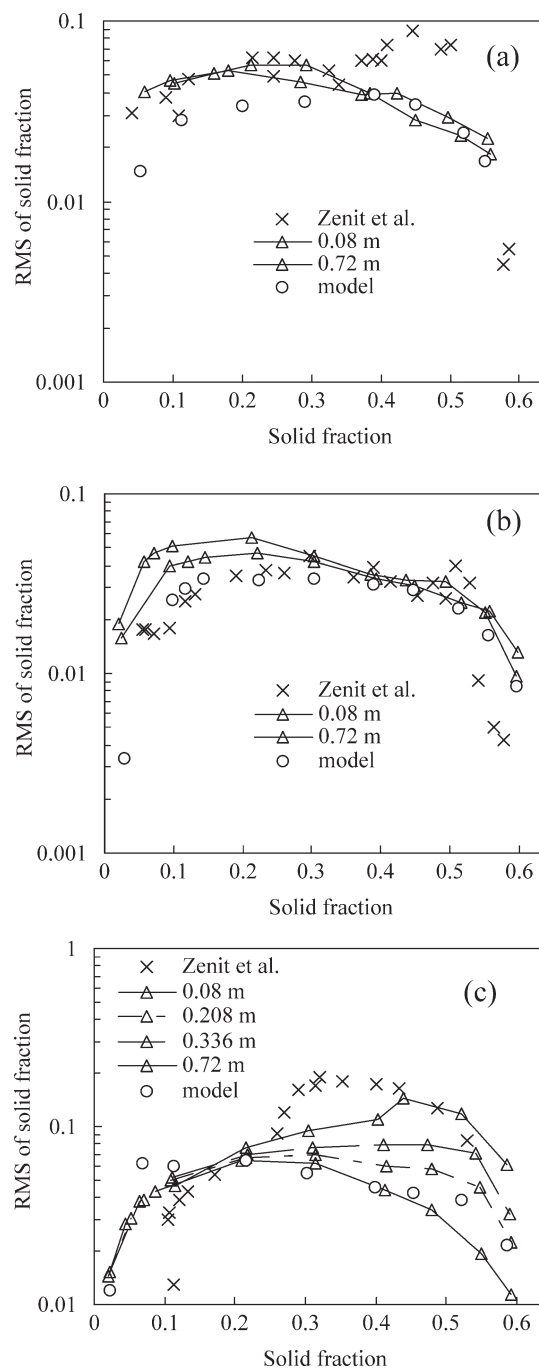 0.1
(a)
RMS of solid fraction
0.01
Zenit et al.
0.08 m
0.72 m
model
0.001
0 0.1 0.2 0.3 0.4 0.5 0.6
Solid fraction
0.1
(b)
RMS of solid fraction
0.01
Zenit et al.
0.08 m
0.72 m
model
0.001
0 0.1 0.2 0.3 0.4 0.5 0.6
Solid fraction
1
Zenit et al.
0.08 m
(c)
0.208 m
0.336 m
0.72 m
model
RMS of solid fraction
0.1
0.01
0 0.1 0.2 0.3 0.4 0.5 0.6
Solid fraction